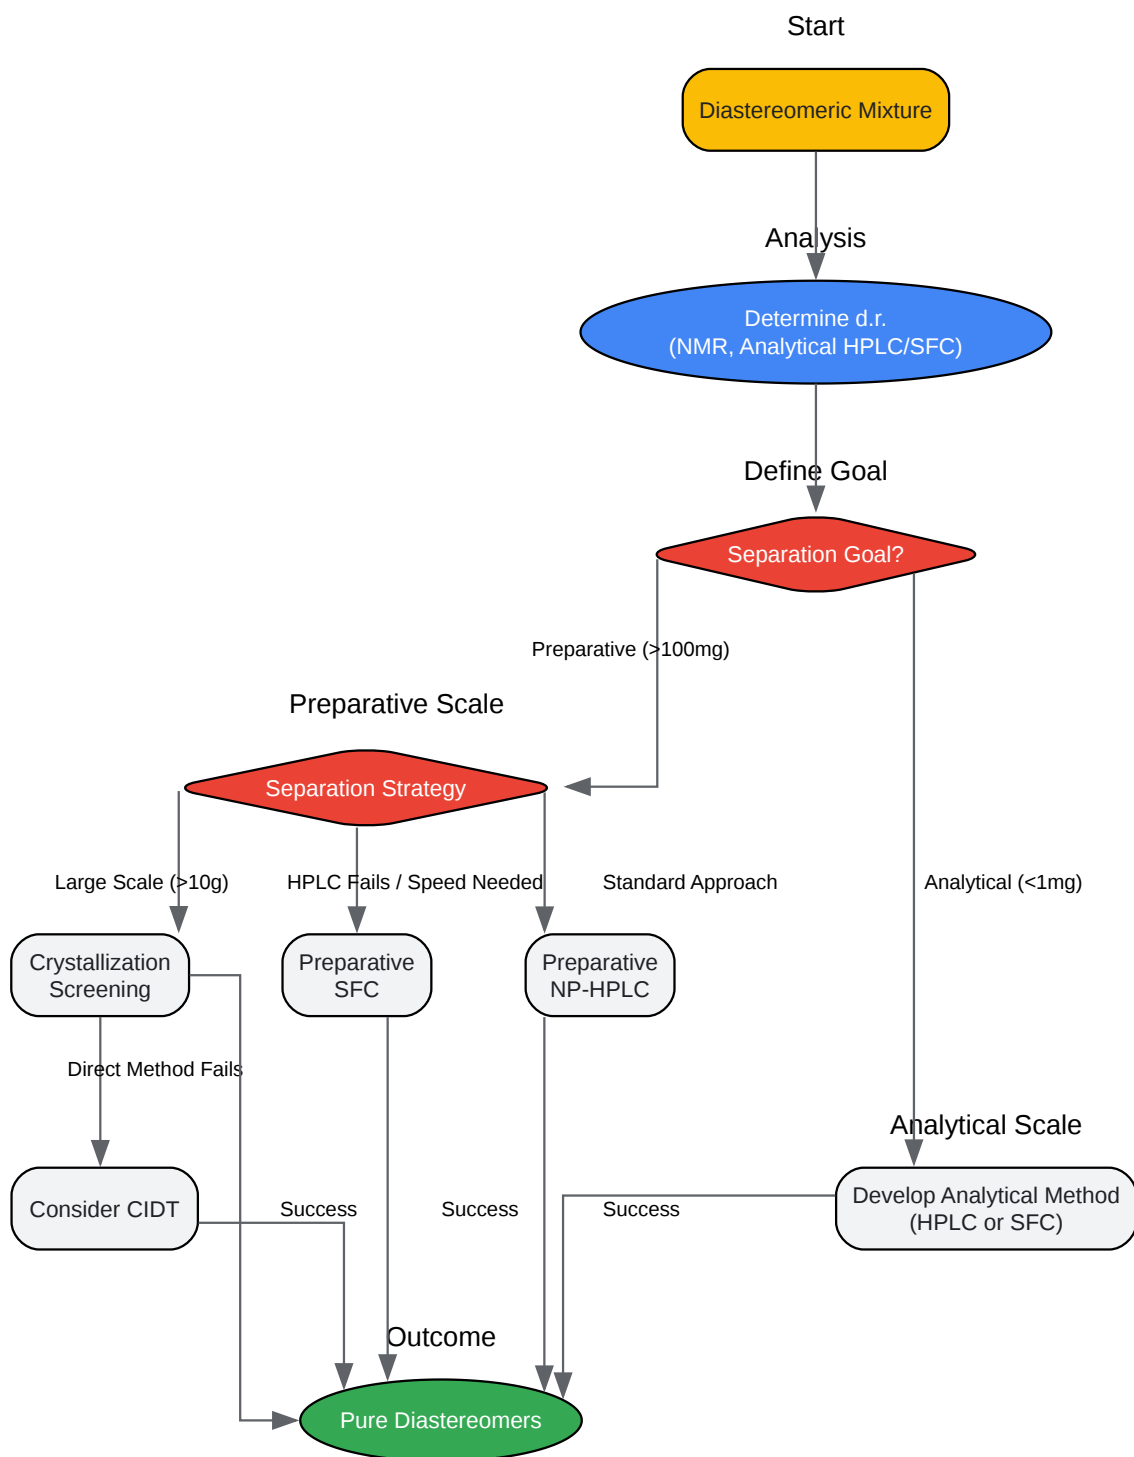 Start
Diastereomeric Mixture
Analysis
Determine d.r.
(NMR, Analytical HPLC/SFC)
Define Goal
Separation Goal?
Preparative (>100mg)
Preparative Scale
Separation Strategy
Large Scale (>10g)
HPLC Fails / Speed Needed
Standard Approach
Analytical (<1mg)
Crystallization
Screening
Preparative
SFC
Preparative
NP-HPLC
Direct Method Fails
Analytical Scale
Consider CIDT
Success
Success
Success
Develop Analytical Method
(HPLC or SFC)
Outcome
Pure Diastereomers